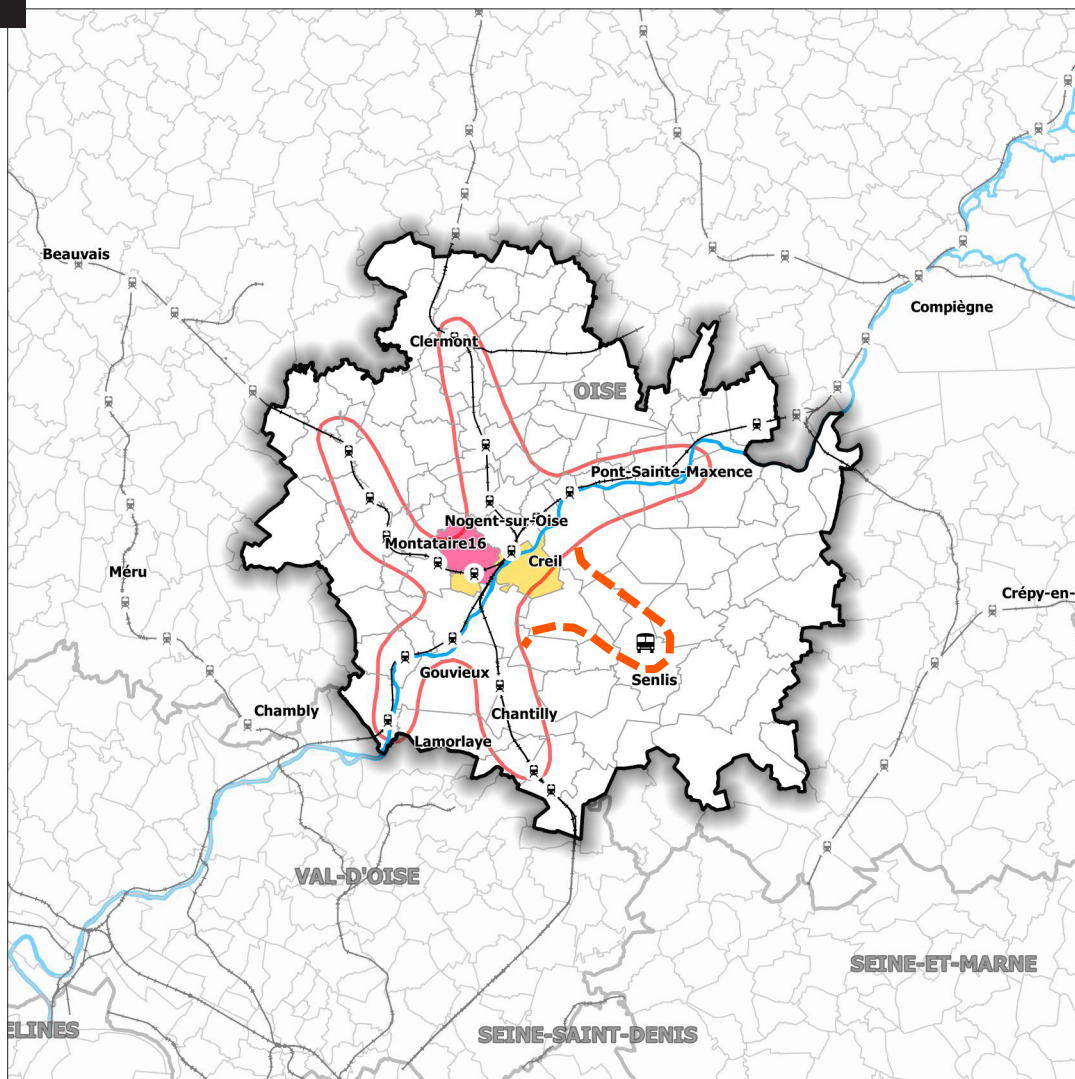 Beauvais
Compiègne
Clermont
OISE
Pont-Sainte-Maxence
Nogent-sur-Oise
Montataire16
Creil
Méru
Crépy-en-
Gouvieux
Senlis
Chambly
Chantilly
Lamorlaye
VAL-D'OISE
SEINE-ET-MARNE
ELINES
SEINE-SAINT-DENIS